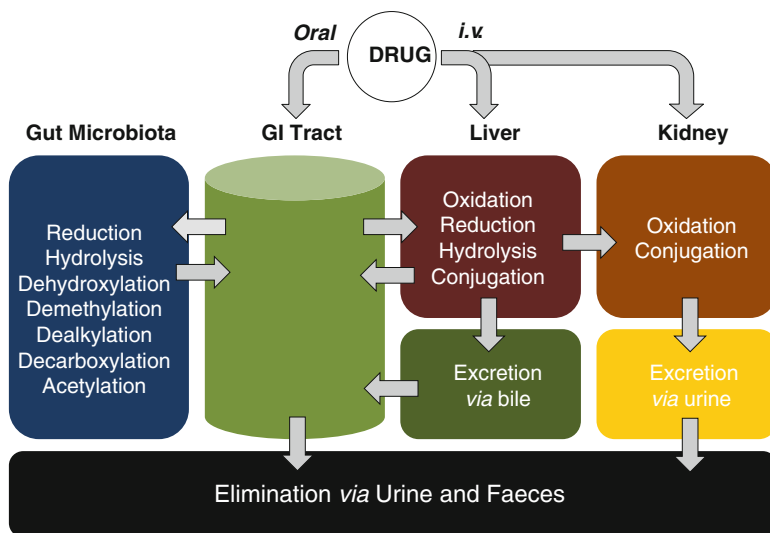 Oral
DRUG
i.v.
Gut Microbiota
GI Tract
Liver
Kidney
Reduction
Hydrolysis
Dehydroxylation
Demethylation
Dealkylation
Decarboxylation
Acetylation
Oxidation
Reduction
Hydrolysis
Conjugation
Oxidation
Conjugation
Excretion
via bile
Excretion
via urine
Elimination via Urine and Faeces